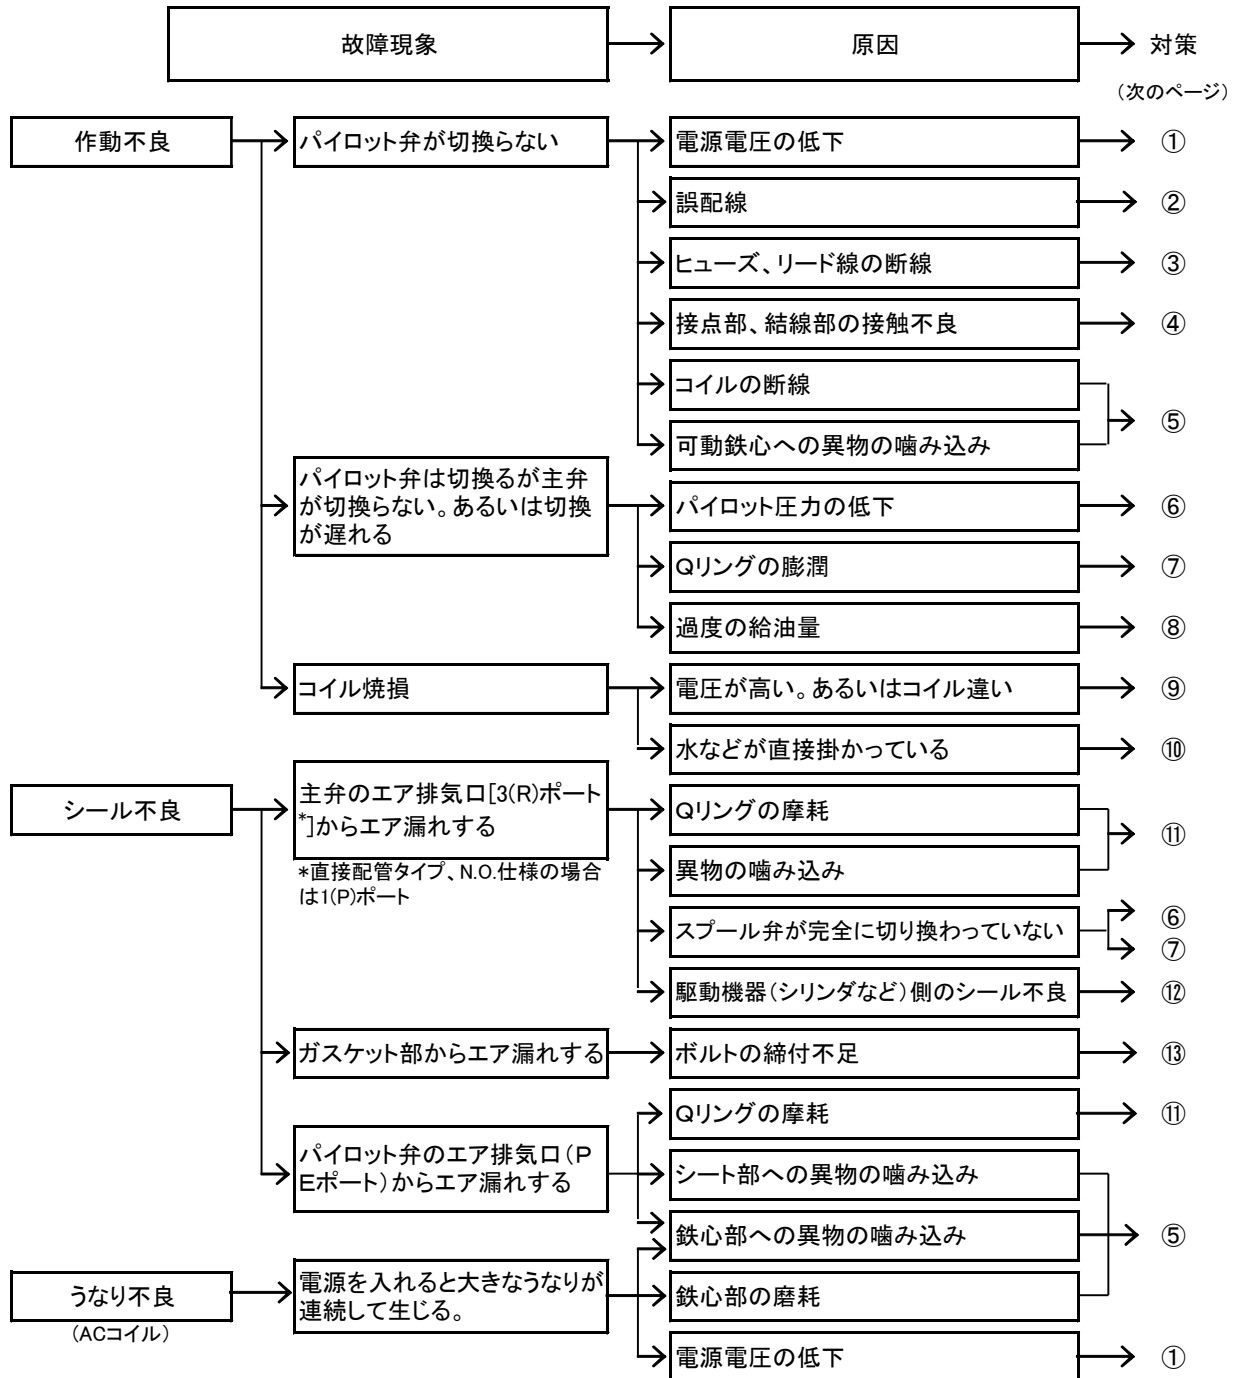 故障現象
原因
対策
(次のページ)
作動不良
パイロット弁が切換らない
電源電圧の低下
①
誤配線
②
ヒューズ、リード線の断線
③
接点部、結線部の接触不良
④
コイルの断線
⑤
可動鉄心への異物の噛み込み
パイロット弁は切換るが主弁
が切換らない。あるいは切換
が遅れる
パイロット圧力の低下
⑥
Qリングの膨潤
⑦
過度の給油量
⑧
コイル焼損
電圧が高い。あるいはコイル違い
⑨
水などが直接掛かっている
⑩
シール不良
主弁のエア排気口[3(R)ポート
*]からエア漏れする
*直接配管タイプ、N.O.仕様の場合
は1(P)ポート
Qリングの摩耗
⑪
異物の噛み込み
スプール弁が完全に切り換わっていない
⑥
⑦
駆動機器(シリンダなど)側のシール不良
⑫
ガスケット部からエア漏れする
ボルトの締付不足
⑬
パイロット弁のエア排気口(P
Eポート)からエア漏れする
Qリングの摩耗
⑪
シート部への異物の噛み込み
鉄心部への異物の噛み込み
⑤
うなり不良
(ACコイル)
電源を入れると大きなうなりが
連続して生じる。
鉄心部の磨耗
電源電圧の低下
①